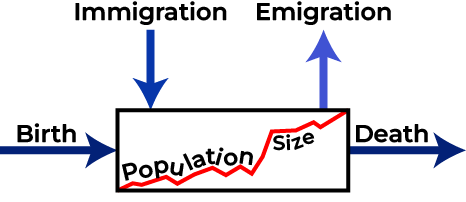 Immigration Emigration
Birth
Population Size
Death